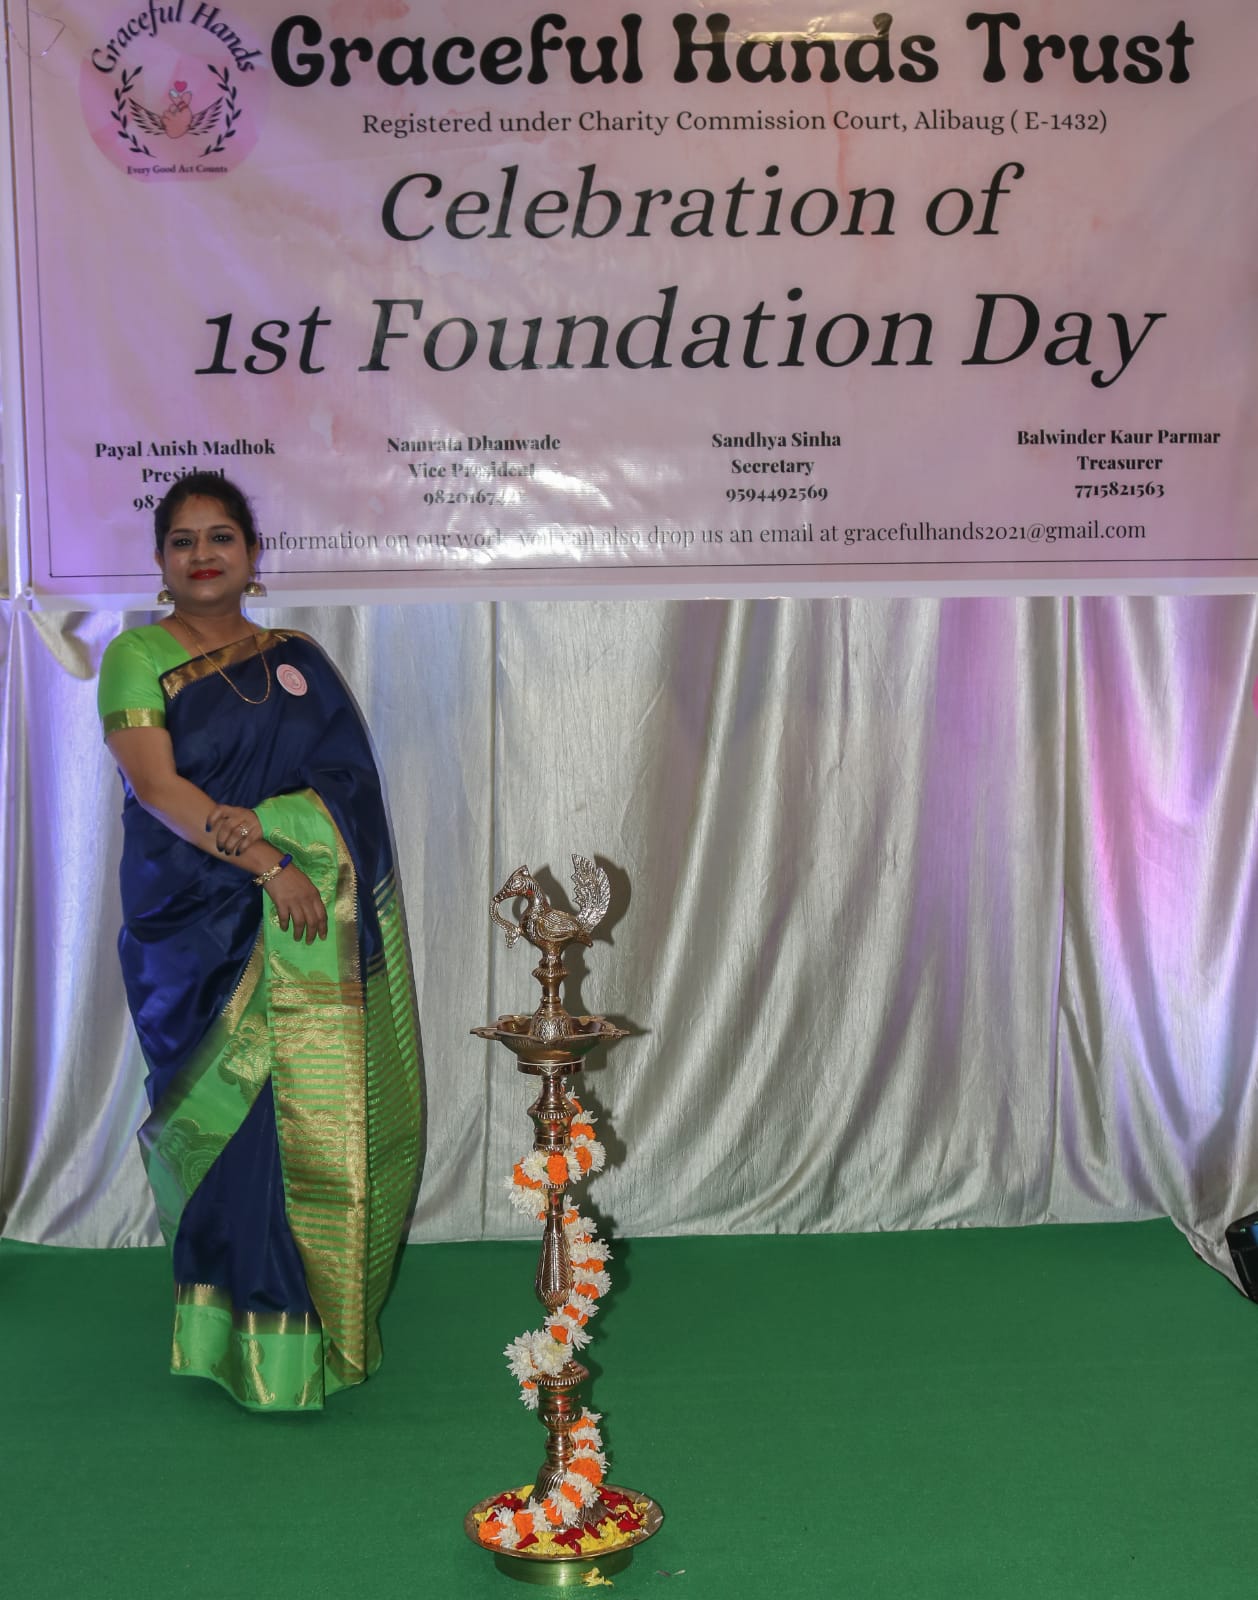 Graceful Hands
Every Good Act Counts
Graceful Hands Trust
Registered under Charity Commission Court, Alibaug ( E-1432)
Celebration of
1st Foundation Day
Payal Anish Madhok
President
Namrata Dhanwade
Vice President
Sandhya Sinha
Secretary
9594492569
Balwinder Kaur Parmar
Treasurer
7715821563
information on our work you can also drop us an email at gracefulhands2021@gmail.com